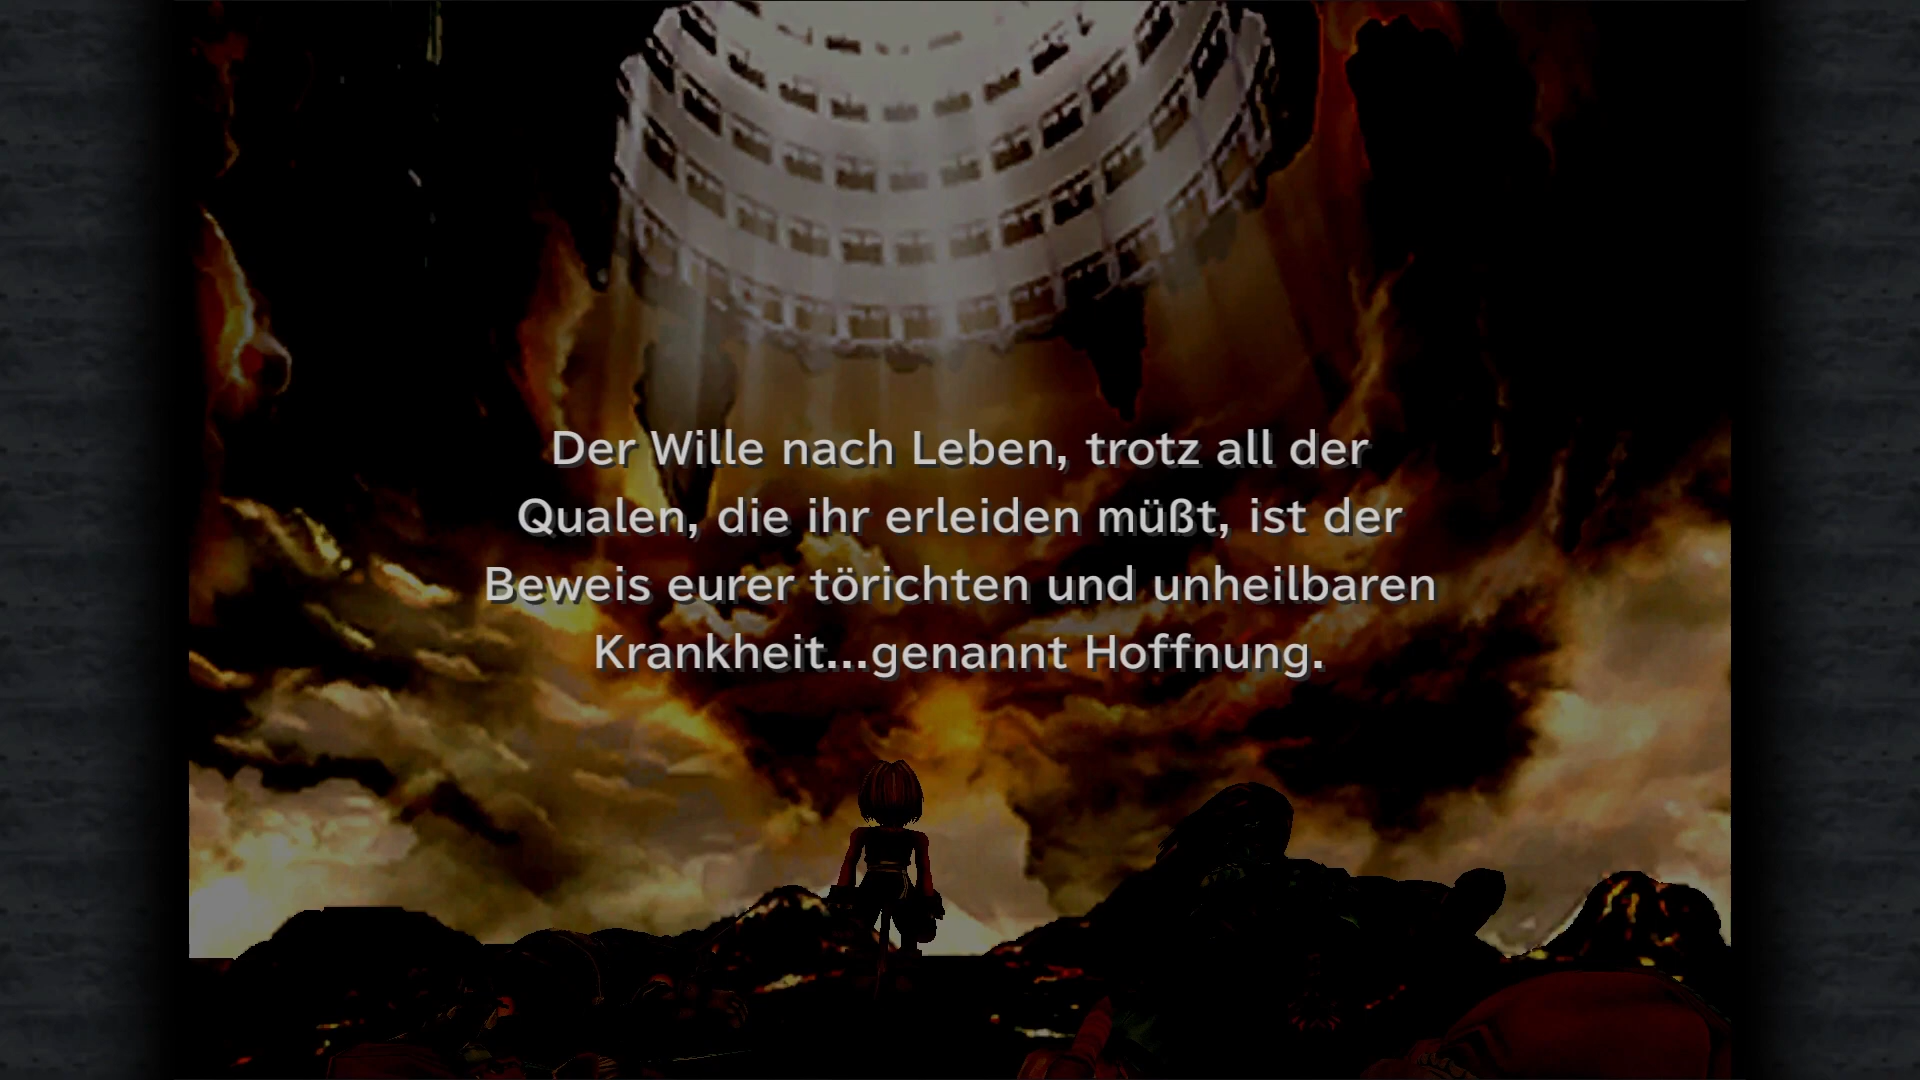 Der Wille nach Leben, trotz all der
Qualen, die ihr erleiden müßt, ist der
Beweis eurer törichten und unheilbaren
Krankheit...genannt Hoffnung.